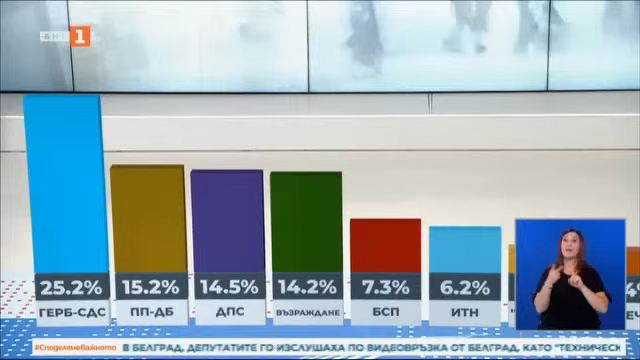 БНТ 1
25.2% 15.2% 14.5% 14.2% 7.3% 6.2%
ГЕРБ-СДС ПП-ДБ ДПС ВЪЗРАЖДАНЕ БСП ИТН
#Споделямеважното В БЕЛГРАД, ДЕПУТАТИТЕ ГО ИЗСЛУШАХА ПО ВИДЕОВРЪЗКА ОТ БЕЛГРАД, КАТО "ТЕХНИЧЕСК